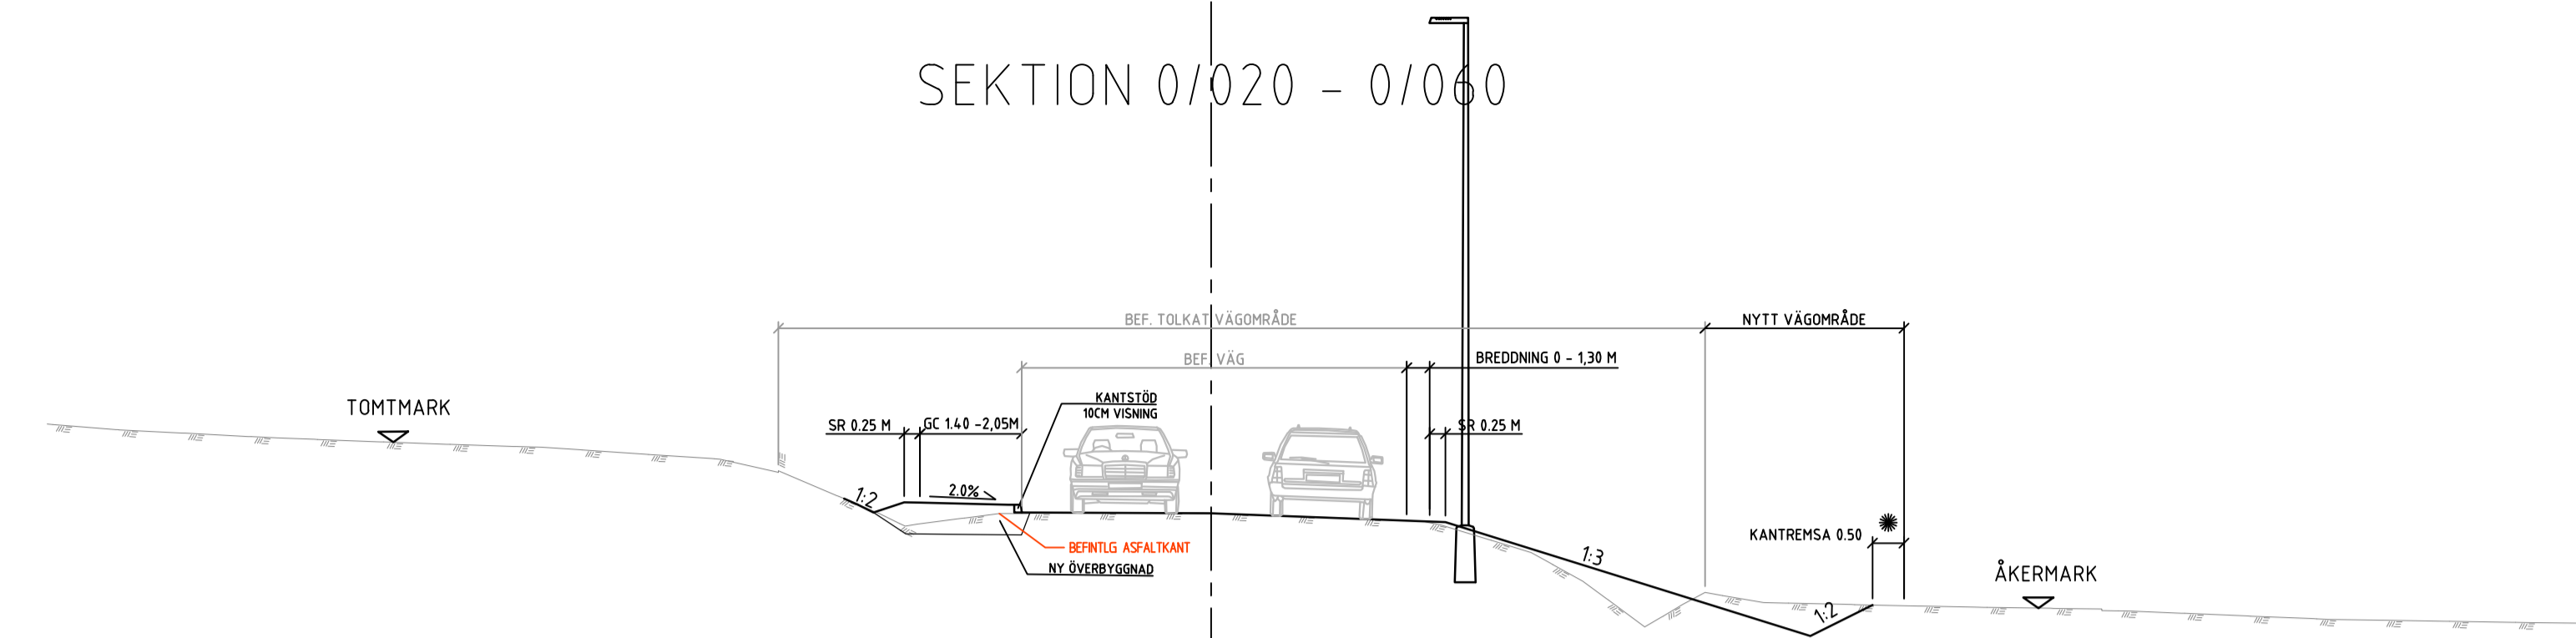 SEKTION 0/020 - 0/060
BEF. TOLKAT VÄGOMRÅDE
NYTT VÄGOMRÅDE
BEF. VÄG
BREDDNING 0 - 1,30 M
TOMTMARK
KANTSTÖD
10CM VISNING
SR 0.25 M
GC 1.40 -2,05M
SR 0.25 M
1:2
2.0%
KANTREMSA 0.50
BEFINTLG ASFALTKANT
NY ÖVERBYGGNAD
1:3
ÅKERMARK
1:2